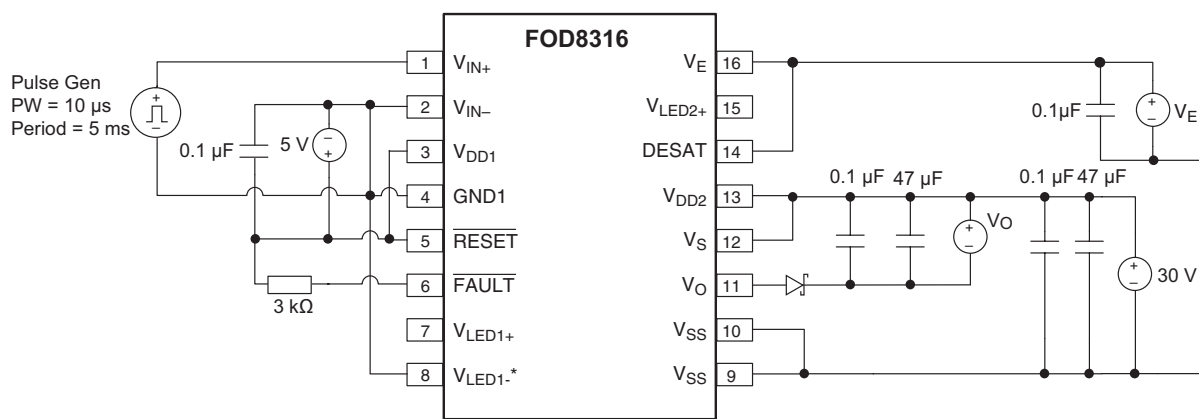 FOD8316
Pulse Gen
PW = 10 µs
Period = 5 ms
+
−
0.1 µF
5 V
−
+
3 kΩ
1 V_IN+
2 V_IN−
3 V_DD1
4 GND1
5 RESET
6 FAULT
7 V_LED1+
8 V_LED1-*
V_E 16
V_LED2+ 15
DESAT 14
V_DD2 13
V_S 12
V_O 11
V_SS 10
V_SS 9
0.1µF
+
−
V_E
0.1 µF 47 µF
+
−
V_O
0.1 µF 47 µF
+
−
30 V